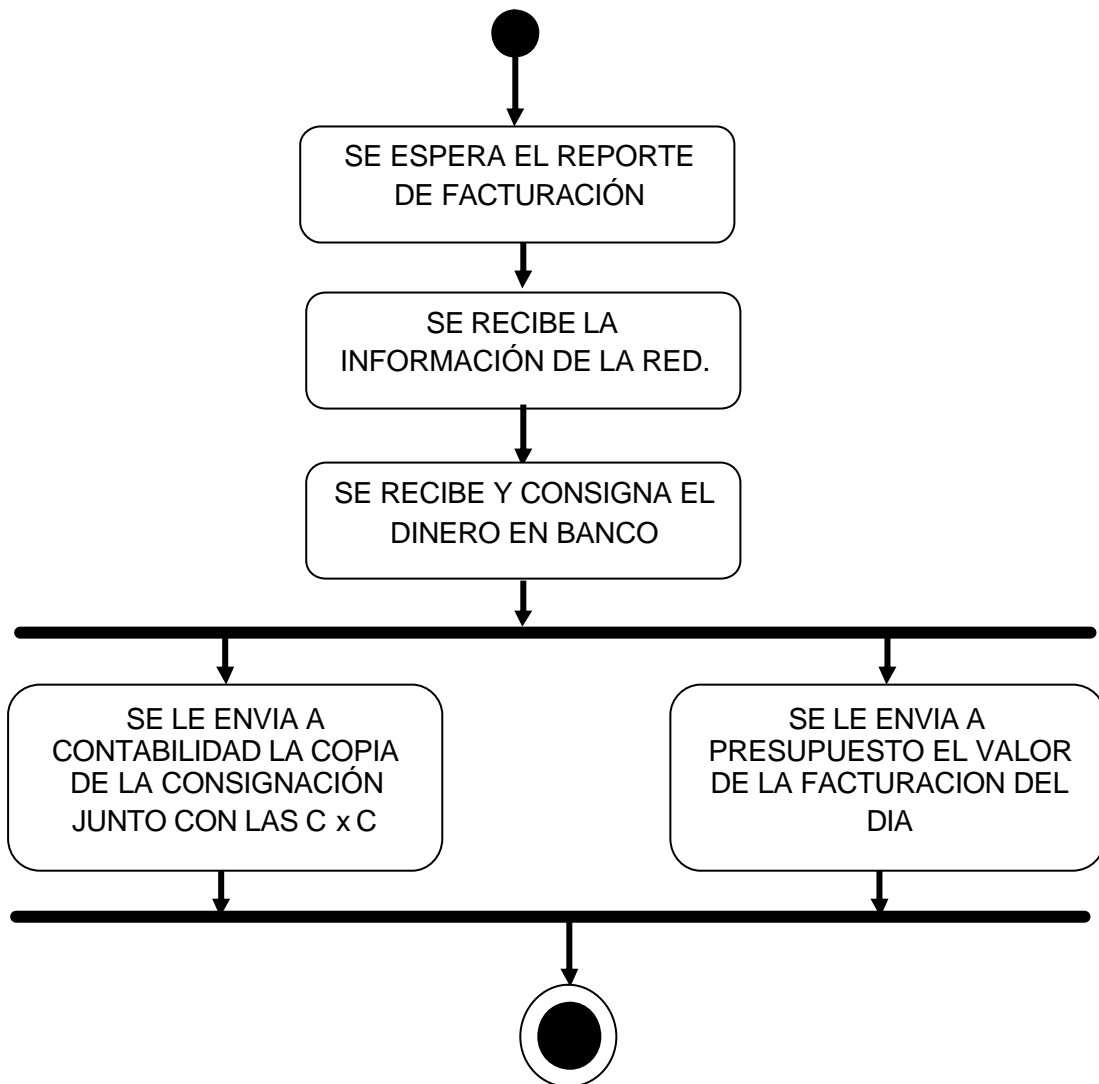 SE ESPERA EL REPORTE
DE FACTURACIÓN
SE RECIBE LA
INFORMACIÓN DE LA RED.
SE RECIBE Y CONSIGNA EL
DINERO EN BANCO
SE LE ENVIA A
CONTABILIDAD LA COPIA
DE LA CONSIGNACIÓN
JUNTO CON LAS C x C
SE LE ENVIA A
PRESUPUESTO EL VALOR
DE LA FACTURACION DEL
DIA